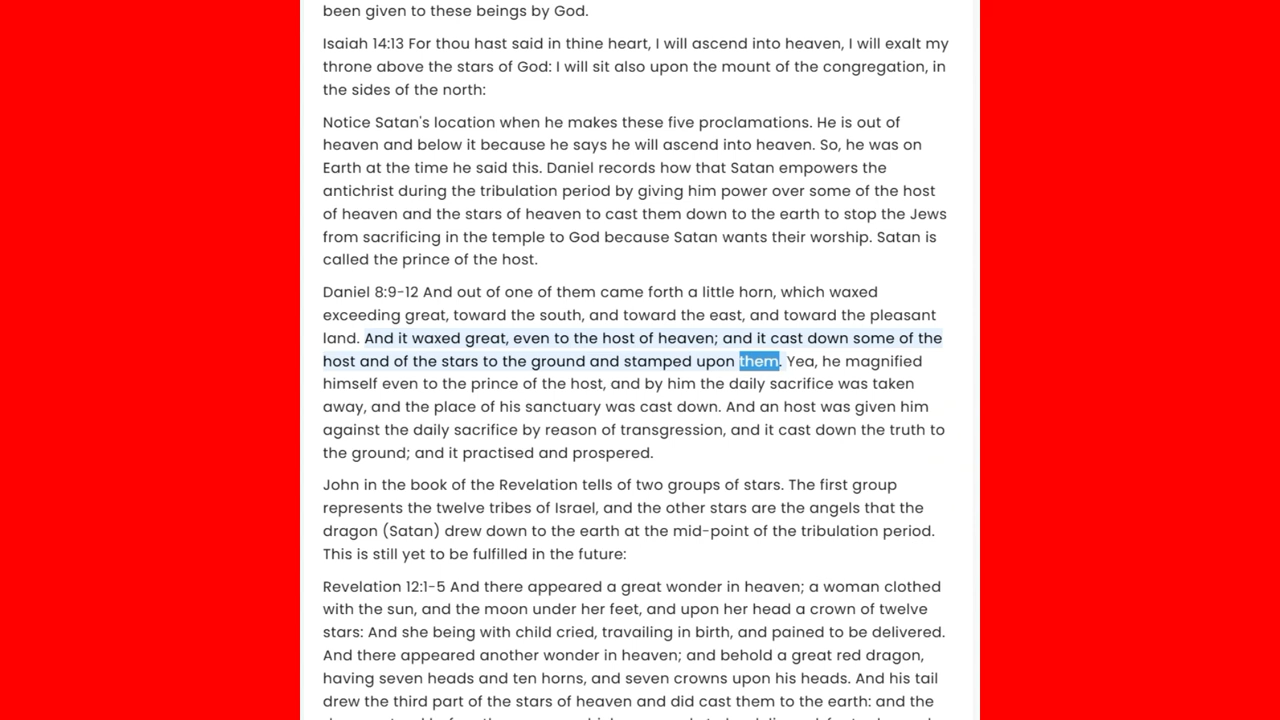 been given to these beings by God.
Isaiah 14:13 For thou hast said in thine heart, I will ascend into heaven, I will exalt my
throne above the stars of God: I will sit also upon the mount of the congregation, in
the sides of the north:
Notice Satan's location when he makes these five proclamations. He is out of
heaven and below it because he says he will ascend into heaven. So, he was on
Earth at the time he said this. Daniel records how that Satan empowers the
antichrist during the tribulation period by giving him power over some of the host
of heaven and the stars of heaven to cast them down to the earth to stop the Jews
from sacrificing in the temple to God because Satan wants their worship. Satan is
called the prince of the host.
Daniel 8:9-12 And out of one of them came forth a little horn, which waxed
exceeding great, toward the south, and toward the east, and toward the pleasant
land. And it waxed great, even to the host of heaven; and it cast down some of the
host and of the stars to the ground and stamped upon them. Yea, he magnified
himself even to the prince of the host, and by him the daily sacrifice was taken
away, and the place of his sanctuary was cast down. And an host was given him
against the daily sacrifice by reason of transgression, and it cast down the truth to
the ground; and it practised and prospered.
John in the book of the Revelation tells of two groups of stars. The first group
represents the twelve tribes of Israel, and the other stars are the angels that the
dragon (Satan) drew down to the earth at the mid-point of the tribulation period.
This is still yet to be fulfilled in the future:
Revelation 12:1-5 And there appeared a great wonder in heaven; a woman clothed
with the sun, and the moon under her feet, and upon her head a crown of twelve
stars: And she being with child cried, travailing in birth, and pained to be delivered.
And there appeared another wonder in heaven; and behold a great red dragon,
having seven heads and ten horns, and seven crowns upon his heads. And his tail
drew the third part of the stars of heaven and did cast them to the earth: and the